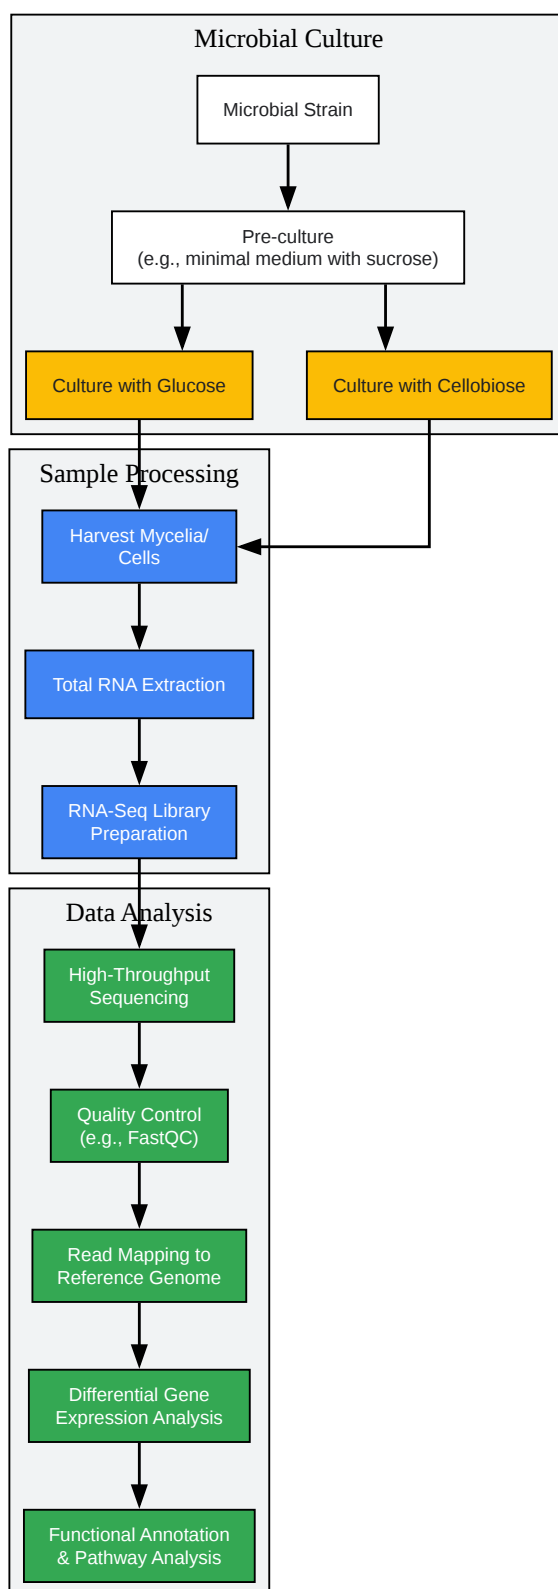 Microbial Culture
Microbial Strain
Pre-culture
(e.g., minimal medium with sucrose)
Culture with Glucose
Culture with Cellobiose
Sample Processing
Harvest Mycelia/
Cells
Total RNA Extraction
RNA-Seq Library
Preparation
Data Analysis
High-Throughput
Sequencing
Quality Control
(e.g., FastQC)
Read Mapping to
Reference Genome
Differential Gene
Expression Analysis
Functional Annotation
& Pathway Analysis